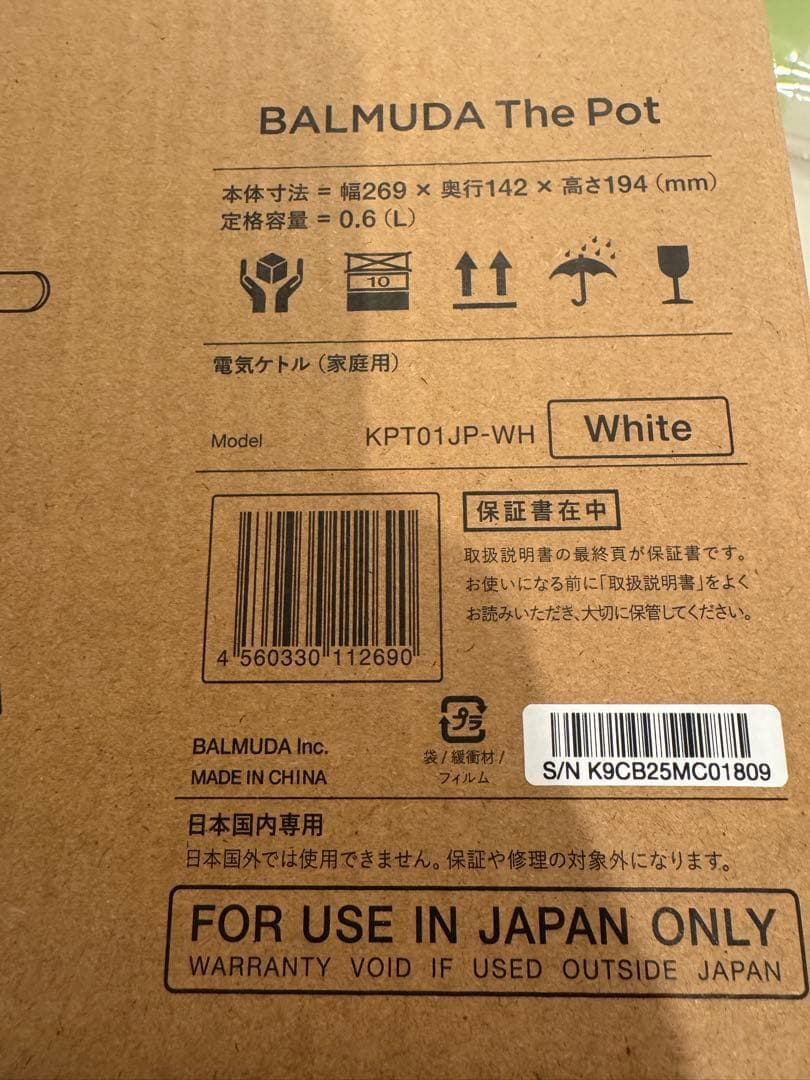 BALMUDA The Pot
本体寸法 = 幅269 × 奥行142 × 高さ194（mm）
定格容量 = 0.6（L）
10
電気ケトル（家庭用）
Model KPT01JP-WH White
保証書在中
取扱説明書の最終頁が保証書です。
お使いになる前に「取扱説明書」をよく
お読みいただき、大切に保管してください。
4 560330 112690
プラ
袋 / 緩衝材 /
フィルム
BALMUDA Inc.
MADE IN CHINA
S/N K9CB25MC01809
日本国内専用
日本国外では使用できません。保証や修理の対象外になります。
FOR USE IN JAPAN ONLY
WARRANTY VOID IF USED OUTSIDE JAPAN